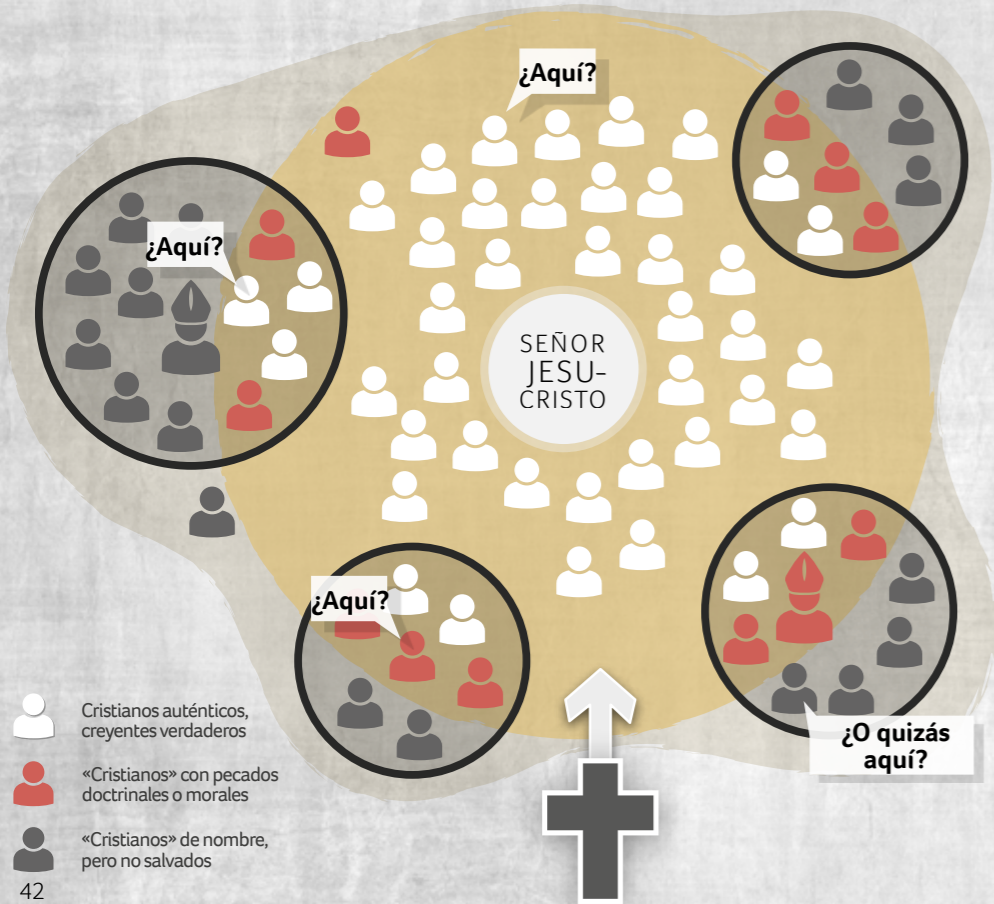 ¿Aquí?
¿Aquí?
SEÑOR
JESU-
CRISTO
¿Aquí?
¿O quizás
aquí?
Cristianos auténticos,
creyentes verdaderos
«Cristianos» con pecados
doctrinales o morales
«Cristianos» de nombre,
pero no salvados
42